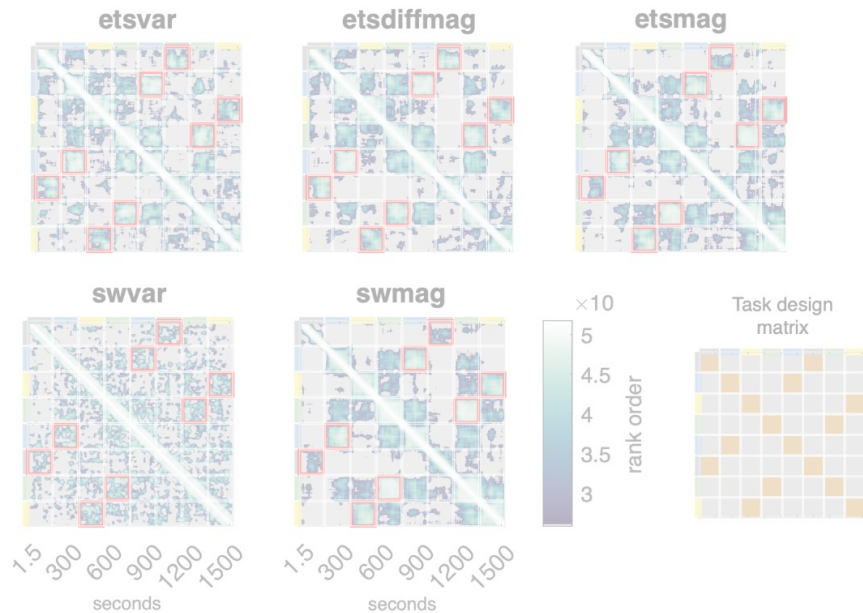 etsvar
etsdiffmag
etsmag
swvar
swmag
×10
5
4.5
4
3.5
3
rank order
Task design
matrix
1.5
300
600
900
1200
1500
seconds
1.5
300
600
900
1200
1500
seconds